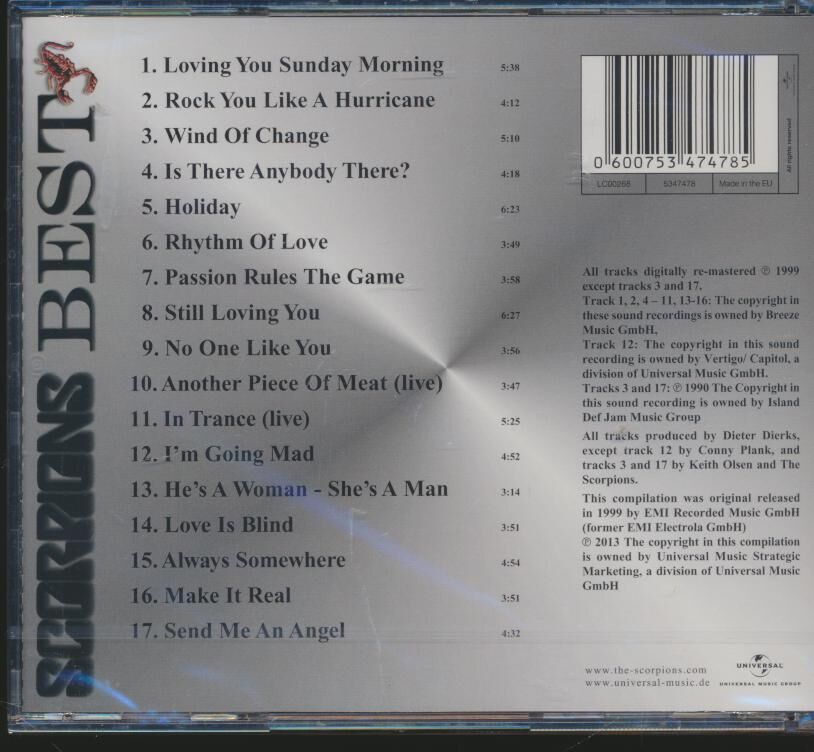 SCORPIONS BEST
1. Loving You Sunday Morning 5:38
2. Rock You Like A Hurricane 4:12
3. Wind Of Change 5:10
4. Is There Anybody There? 4:18
5. Holiday 6:23
6. Rhythm Of Love 3:49
7. Passion Rules The Game 3:58
8. Still Loving You 6:27
9. No One Like You 3:56
10. Another Piece Of Meat (live) 3:47
11. In Trance (live) 5:25
12. I'm Going Mad 4:52
13. He's A Woman - She's A Man 3:14
14. Love Is Blind 3:51
15. Always Somewhere 4:54
16. Make It Real 3:51
17. Send Me An Angel 4:32
0 600753 474785
LC00268 5347478 Made in the EU
All rights reserved
All tracks digitally re-mastered ℗ 1999
except tracks 3 and 17.
Track 1, 2, 4 – 11, 13-16: The copyright in
these sound recordings is owned by Breeze
Music GmbH,
Track 12: The copyright in this sound
recording is owned by Vertigo/ Capitol, a
division of Universal Music GmbH.
Tracks 3 and 17: ℗ 1990 The Copyright in
this sound recording is owned by Island
Def Jam Music Group
All tracks produced by Dieter Dierks,
except track 12 by Conny Plank, and
tracks 3 and 17 by Keith Olsen and The
Scorpions.
This compilation was original released
in 1999 by EMI Recorded Music GmbH
(former EMI Electrola GmbH)
℗ 2013 The copyright in this compilation
is owned by Universal Music Strategic
Marketing, a division of Universal Music
GmbH
www.the-scorpions.com
www.universal-music.de
UNIVERSAL
UNIVERSAL MUSIC GROUP